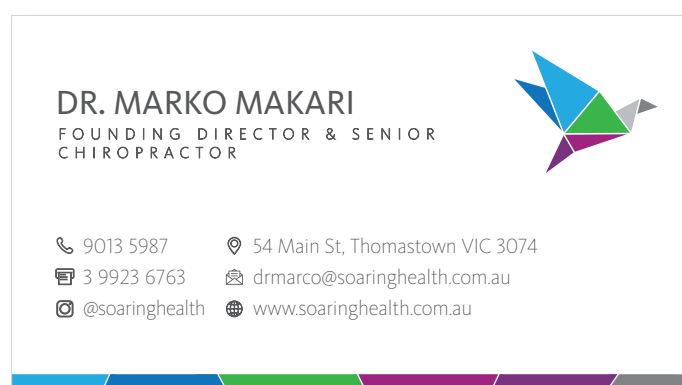 DR. MARKO MAKARI
FOUNDING DIRECTOR & SENIOR
CHIROPRACTOR
9013 5987
54 Main St, Thomastown VIC 3074
3 9923 6763
drmarco@soaringhealth.com.au
@soaringhealth
www.soaringhealth.com.au